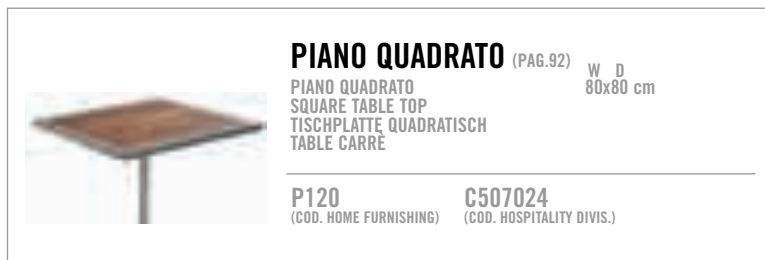 PIANO QUADRATO (PAG.92)
W D
80x80 cm
PIANO QUADRATO
SQUARE TABLE TOP
TISCHPLATTE QUADRATISCH
TABLE CARRÈ
P120 C507024
(COD. HOME FURNISHING) (COD. HOSPITALITY DIVIS.)